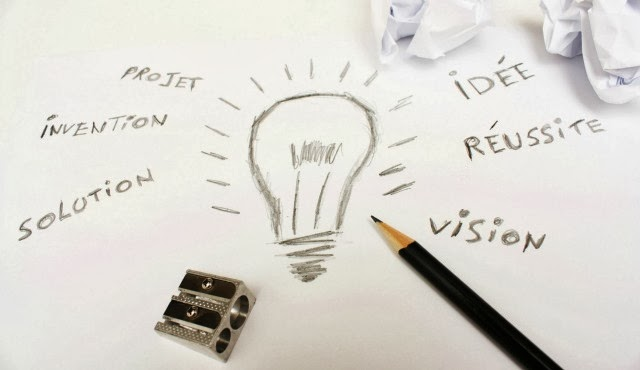 PROJET
INVENTION
SOLUTION
IDÉE
RÉUSSITE
VISION